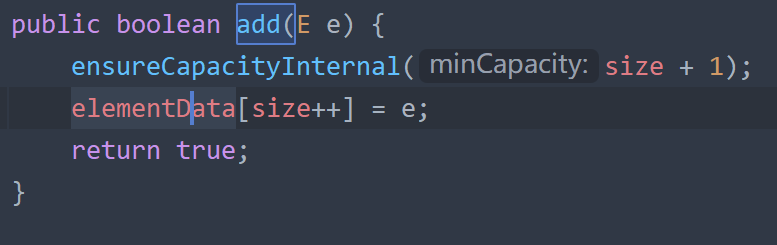 public boolean add(E e) {
    ensureCapacityInternal( minCapacity: size + 1);
    elementData[size++] = e;
    return true;
}